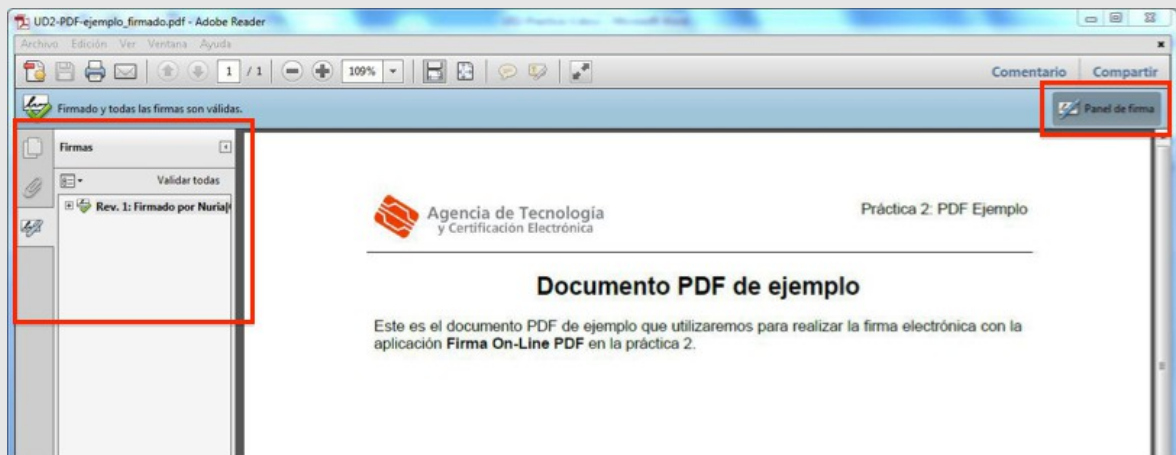 UD2-PDF-ejemplo_firmado.pdf - Adobe Reader
Archivo Edición Ver Ventana Ayuda
1 / 1 109% Comentario Compartir
Firmado y todas las firmas son válidas. Panel de firma
Firmas
Validar todas
Rev. 1: Firmado por Nuria
Agencia de Tecnología
y Certificación Electrónica
Práctica 2: PDF Ejemplo
Documento PDF de ejemplo
Este es el documento PDF de ejemplo que utilizaremos para realizar la firma electrónica con la
aplicación Firma On-Line PDF en la práctica 2.